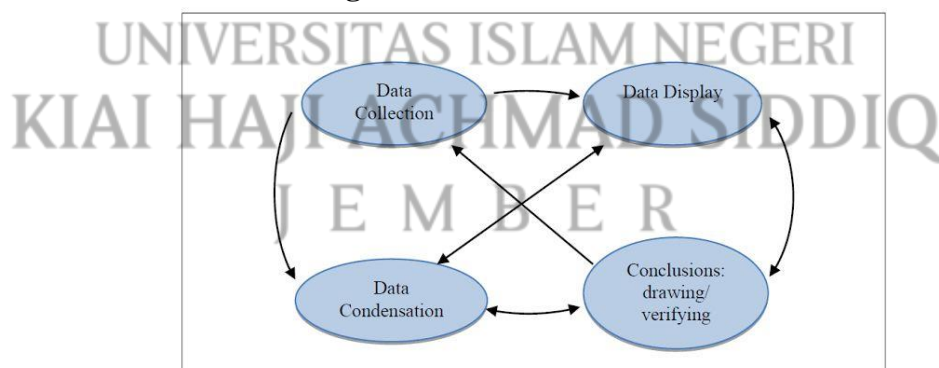 UNIVERSITAS ISLAM NEGERI
KIAI HAJI ACHMAD SIDDIQ
J E M B E R
Data
Collection
Data Display
Data
Condensation
Conclusions:
drawing/
verifying